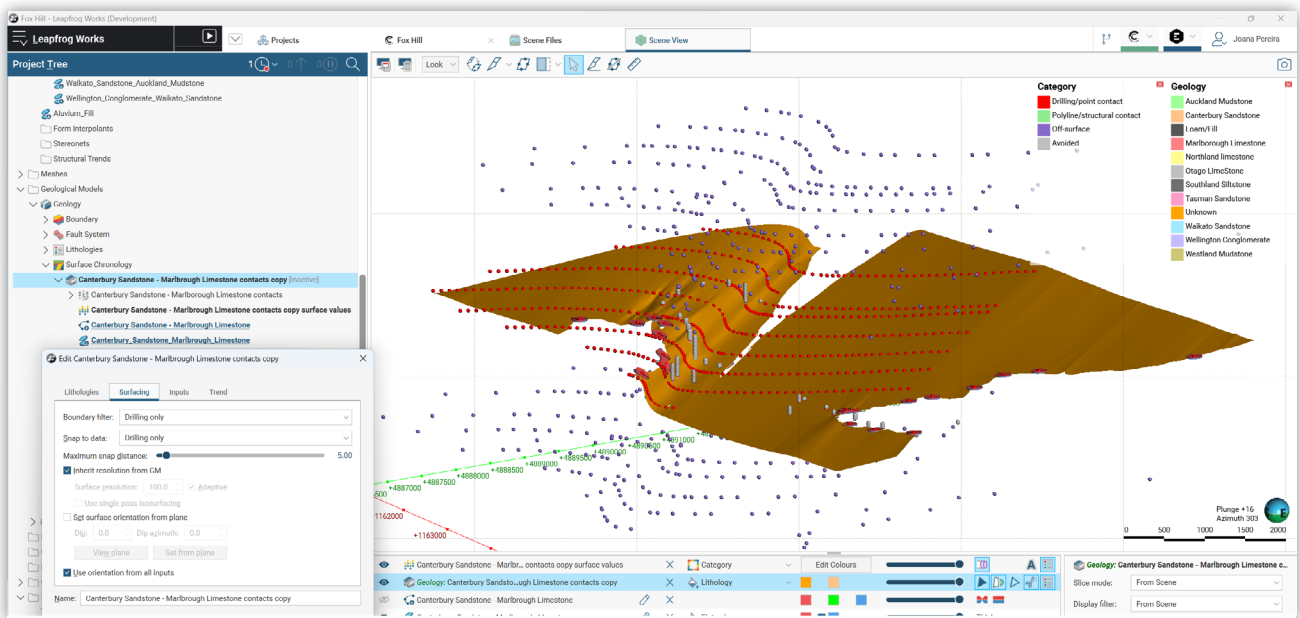 Fox Hill - Leapfrog Works (Development)
Leapfrog Works
Projects
Fox Hill
Scene Files
Scene View
Joana Pereira
Project Tree
1
0
0
Look
Waikato_Sandstone_Auckland_Mudstone
Wellington_Conglomerate_Waikato_Sandstone
Aluvium_Fill
Form Interpolants
Stereonets
Structural Trends
Meshes
Geological Models
Geology
Boundary
Fault System
Lithologies
Surface Chronology
Canterbury Sandstone - Marlbrough Limestone contacts copy [inactive]
Canterbury Sandstone - Marlborough Limestone contacts
Canterbury Sandstone - Marlbrough Limestone contacts copy surface values
Canterbury Sandstone - Marlbrough Limestone
Canterbury_Sandstone_Marlbrough_Limestone
Edit Canterbury Sandstone - Marlbrough Limestone contacts copy
Lithologies
Surfacing
Inputs
Trend
Boundary filter:
Drilling only
Snap to data:
Drilling only
Maximum snap distance:
5.00
Inherit resolution from GM
Surface resolution:
100.0
Adaptive
Use single pass isosurfacing
Set surface orientation from plane
Dip:
0.0
Dip azimuth:
0.0
View plane
Set from plane
Use orientation from all inputs
Name:
Canterbury Sandstone - Marlbrough Limestone contacts copy
Category
Drilling/point contact
Polyline/structural contact
Off-surface
Avoided
Geology
Auckland Mudstone
Canterbury Sandstone
Loam/Fill
Marlborough Limestone
Northland limestone
Otago LimeStone
Southland Siltstone
Tasman Sandstone
Unknown
Waikato Sandstone
Wellington Conglomerate
Westland Mudstone
+4891000
+4890500
+4890000
+4889500
+4889000
+4888500
+4888000
+4887500
+4887000
+1162000
+1163000
Plunge +16
Azimuth 303
E
0
500
1000
1500
2000
Canterbury Sandstone - Marlbr... contacts copy surface values
Category
Edit Colours
A
Geology: Canterbury Sandsto...ugh Limestone contacts copy
Lithology
Canterbury Sandstone - Marlbrough Limestone
Geology: Canterbury Sandstone - Marlbrough Limestone c...
Slice mode:
From Scene
Display filter:
From Scene